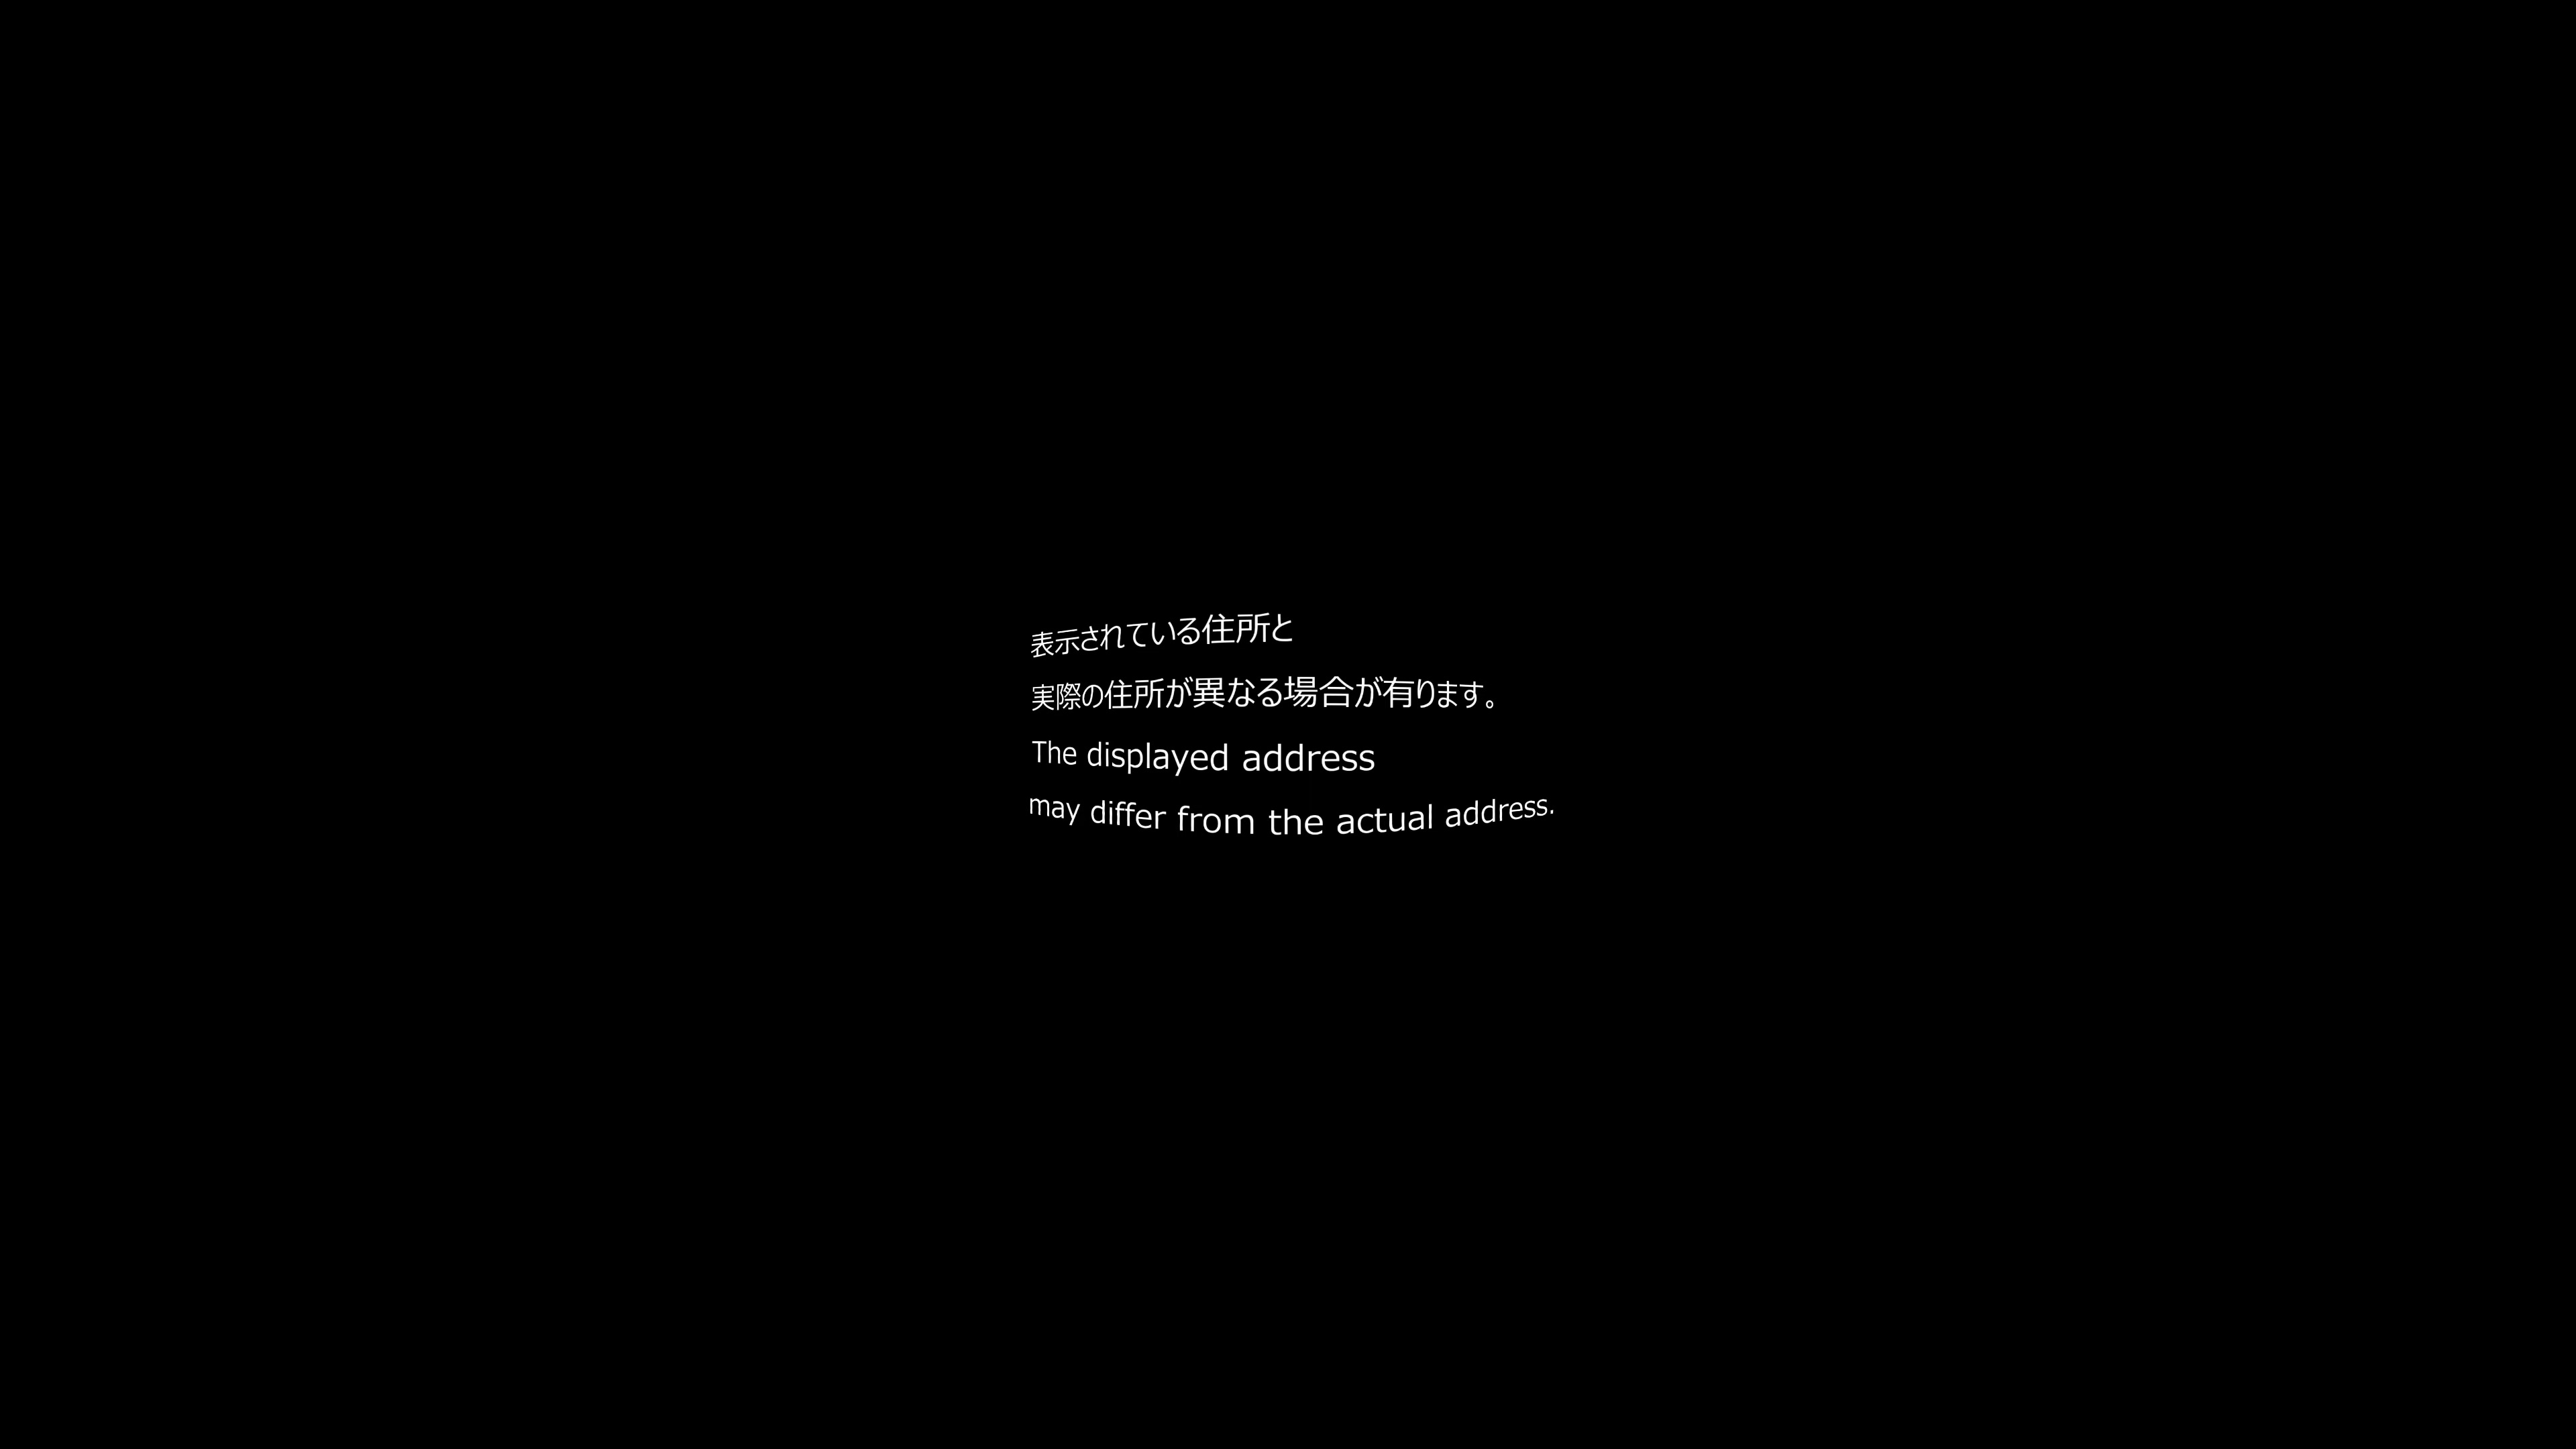 表示されている住所と
実際の住所が異なる場合が有ります。
The displayed address
may differ from the actual address.